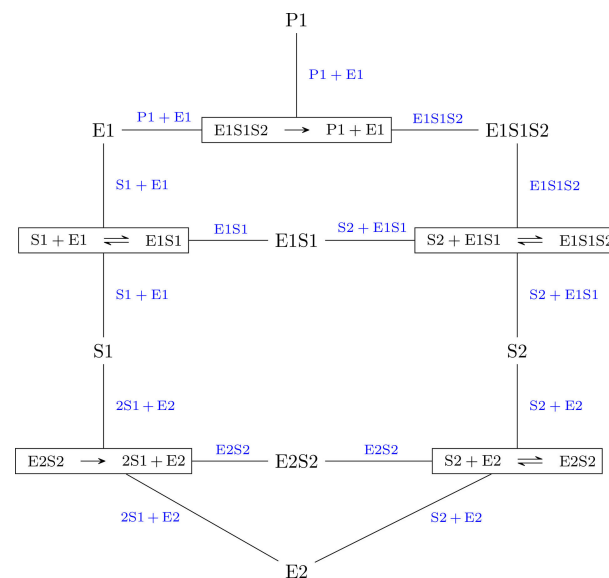 P1
P1 + E1
P1 + E1
E1S1S2
E1
E1S1S2 → P1 + E1
E1S1S2
S1 + E1
E1S1S2
E1S1
S2 + E1S1
S1 + E1 ⇌ E1S1
E1S1
S2 + E1S1 ⇌ E1S1S2
S1 + E1
S2 + E1S1
S1
S2
2S1 + E2
S2 + E2
E2S2
E2S2
E2S2 → 2S1 + E2
E2S2
S2 + E2 ⇌ E2S2
2S1 + E2
S2 + E2
E2